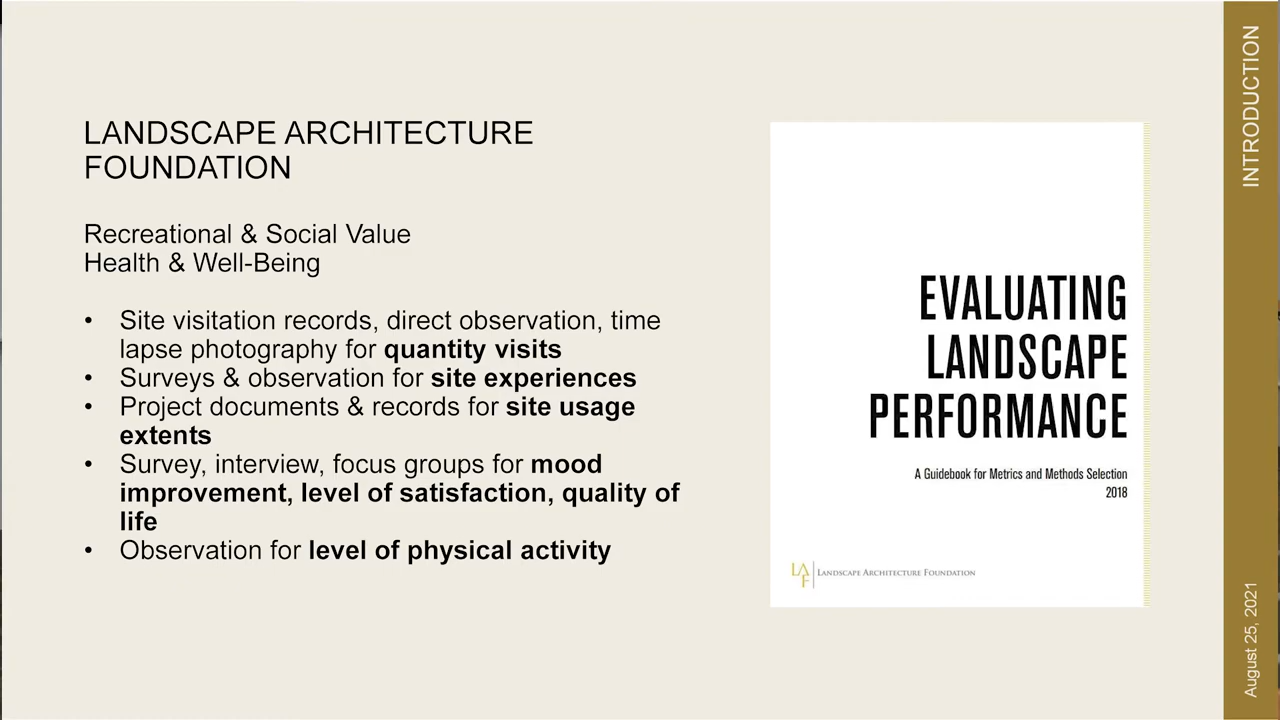 LANDSCAPE ARCHITECTURE
FOUNDATION
Recreational & Social Value
Health & Well-Being
• Site visitation records, direct observation, time
lapse photography for quantity visits
• Surveys & observation for site experiences
• Project documents & records for site usage
extents
• Survey, interview, focus groups for mood
improvement, level of satisfaction, quality of
life
• Observation for level of physical activity
EVALUATING
LANDSCAPE
PERFORMANCE
A Guidebook for Metrics and Methods Selection
2018
LAF LANDSCAPE ARCHITECTURE FOUNDATION
INTRODUCTION
August 25, 2021